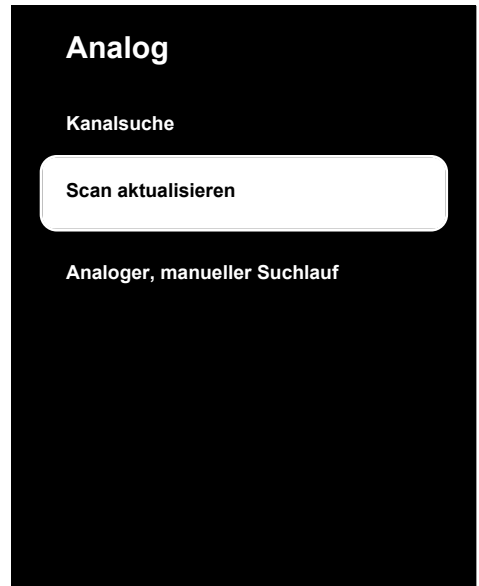 Analog
Kanalsuche
Scan aktualisieren
Analoger, manueller Suchlauf